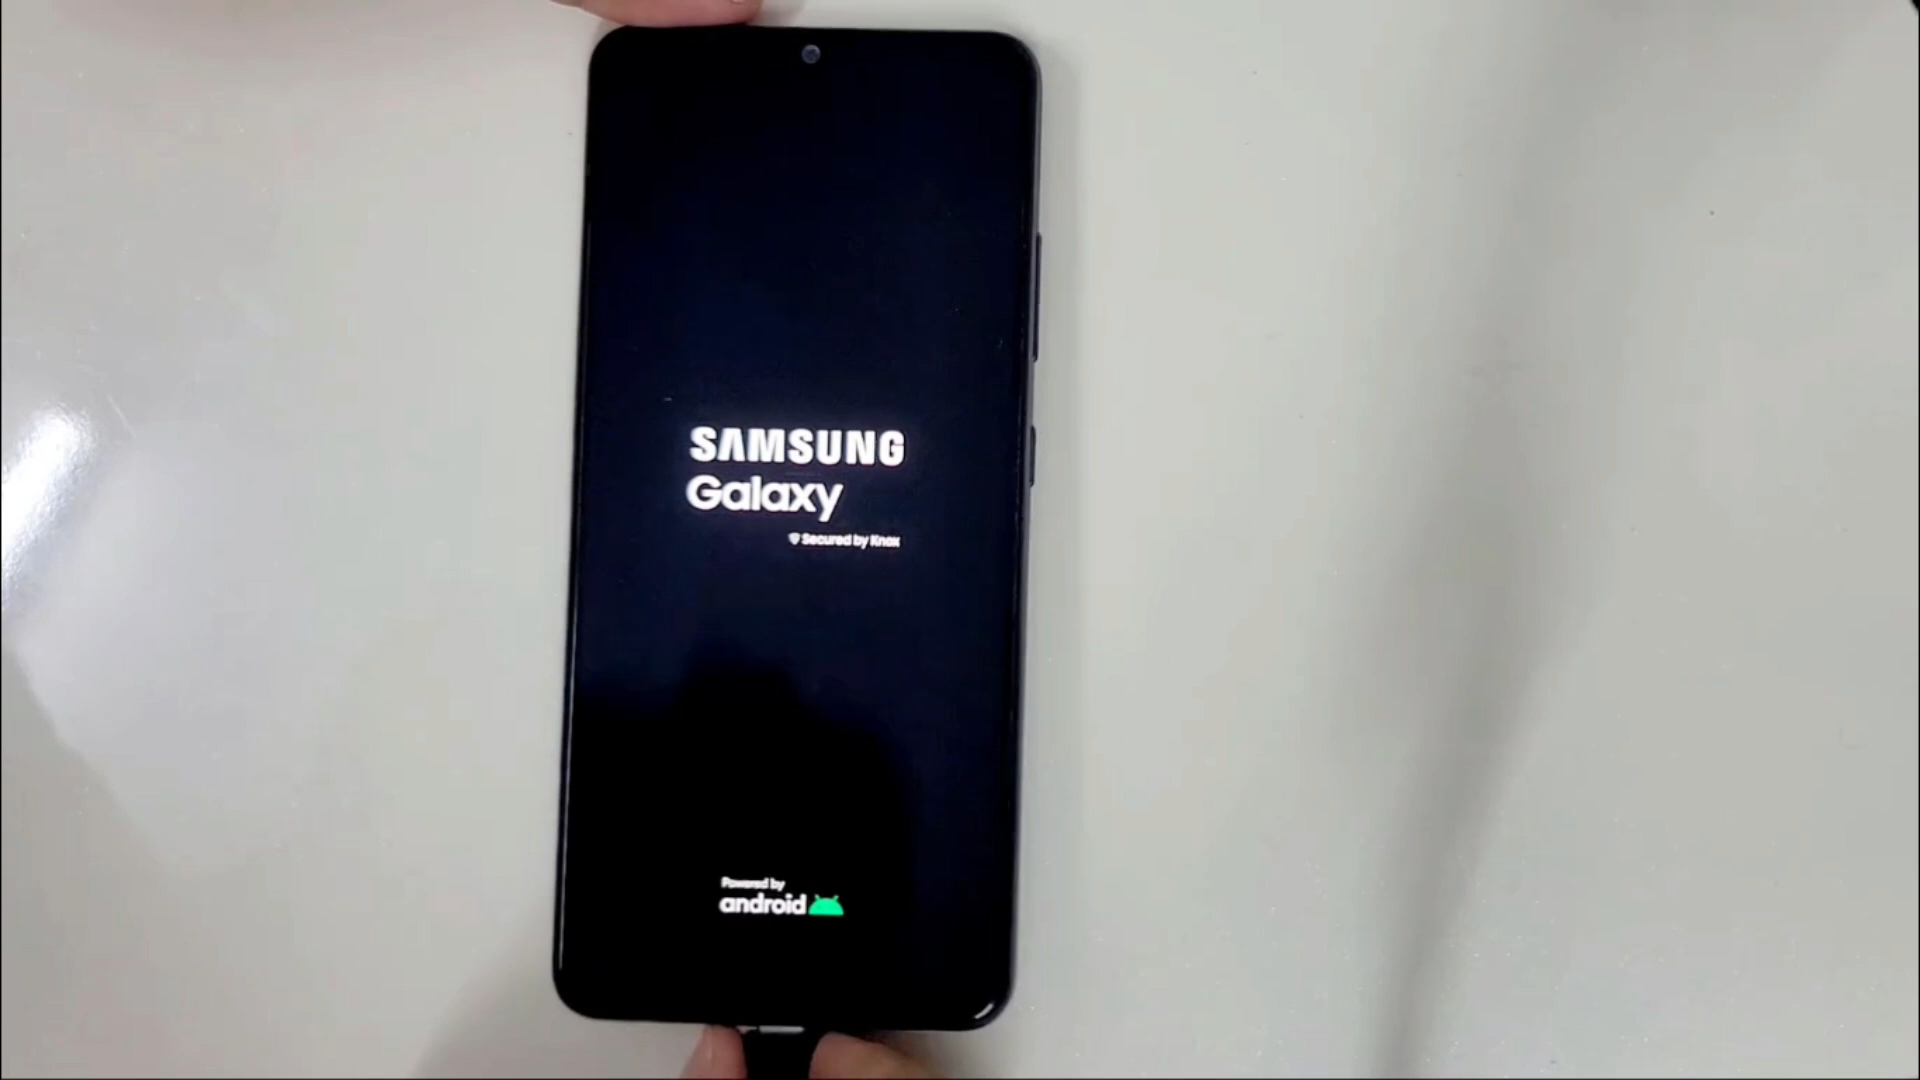 SAMSUNG
Galaxy
Secured by Knox
Powered by
android